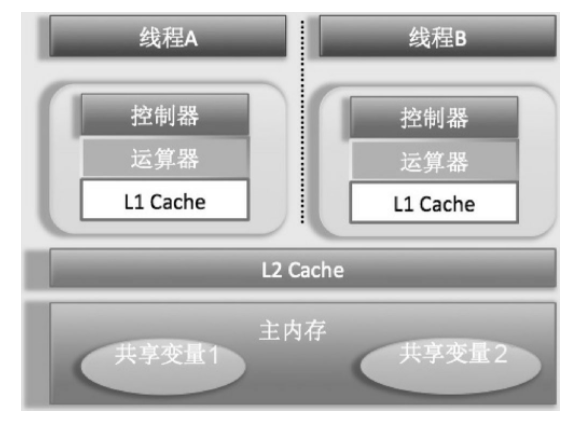 线程A
线程B
控制器
运算器
L1 Cache
控制器
运算器
L1 Cache
L2 Cache
主内存
共享变量1
共享变量2